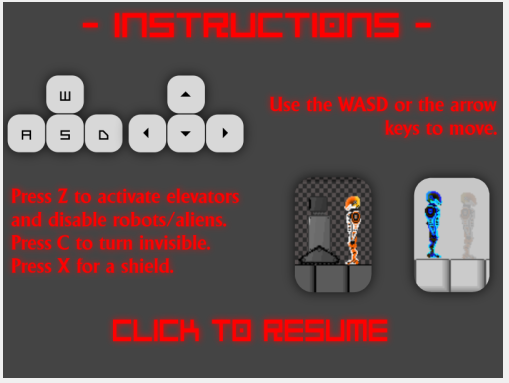 - INSTRUCTIONS -
W
A S D
Use the WASD or the arrow
keys to move.
Press Z to activate elevators
and disable robots/aliens.
Press C to turn invisible.
Press X for a shield.
CLICK TO RESUME